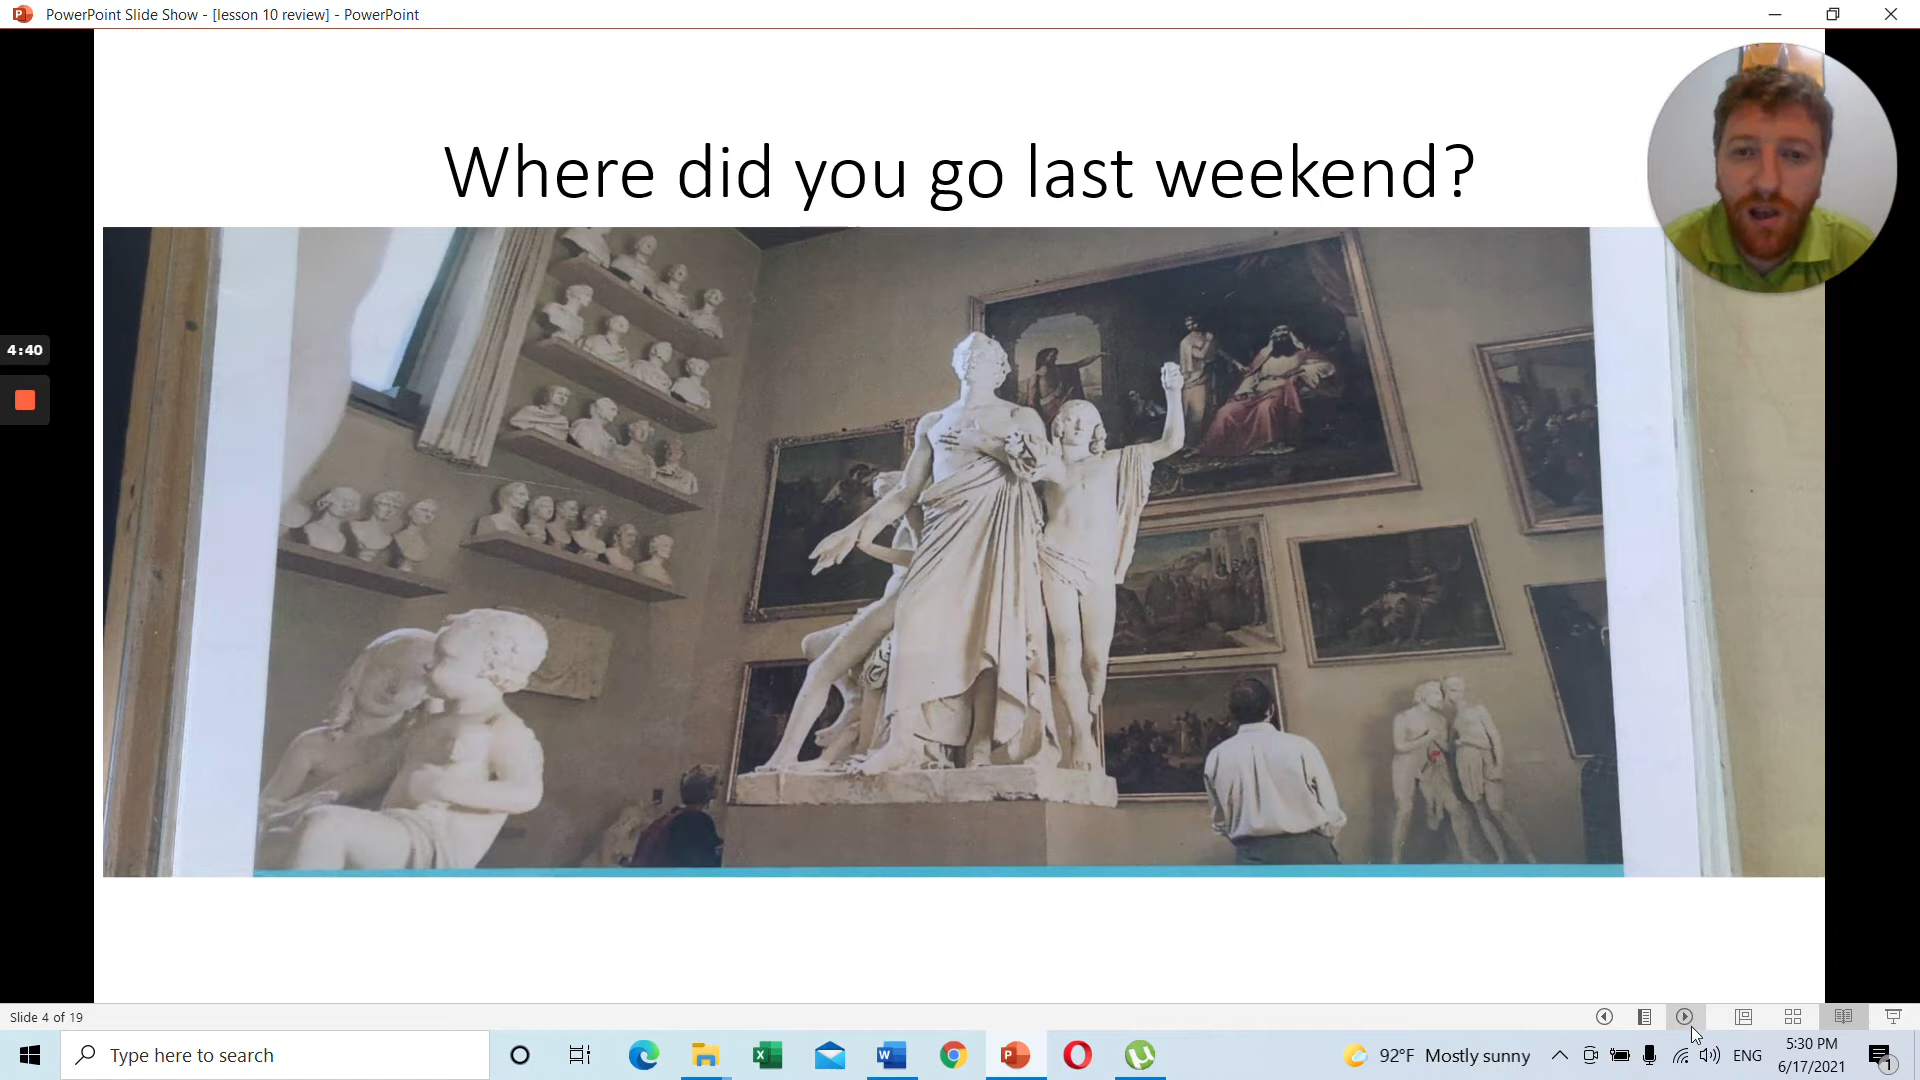 PowerPoint Slide Show - [lesson 10 review] - PowerPoint
Where did you go last weekend?
4:40
Slide 4 of 19
Type here to search
92°F Mostly sunny
ENG
5:30 PM
6/17/2021
1